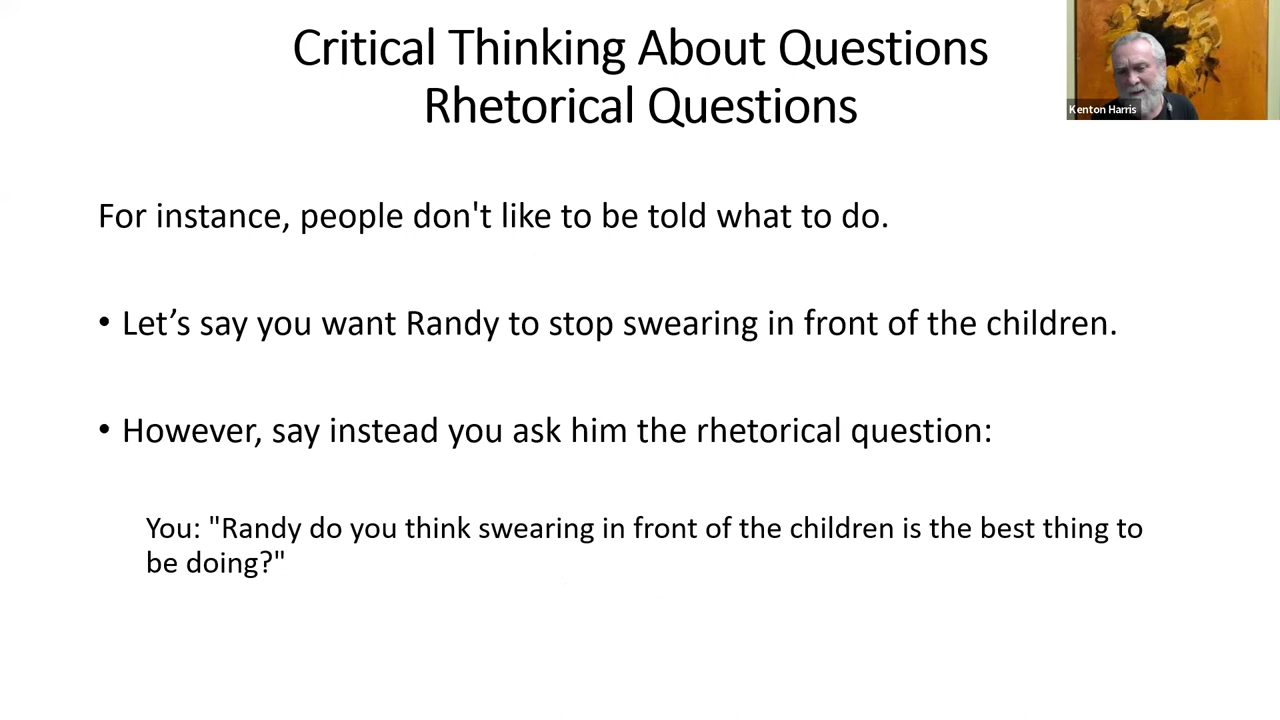 Critical Thinking About Questions
Rhetorical Questions
Kenton Harris
For instance, people don't like to be told what to do.
• Let’s say you want Randy to stop swearing in front of the children.
• However, say instead you ask him the rhetorical question:
You: "Randy do you think swearing in front of the children is the best thing to
be doing?"